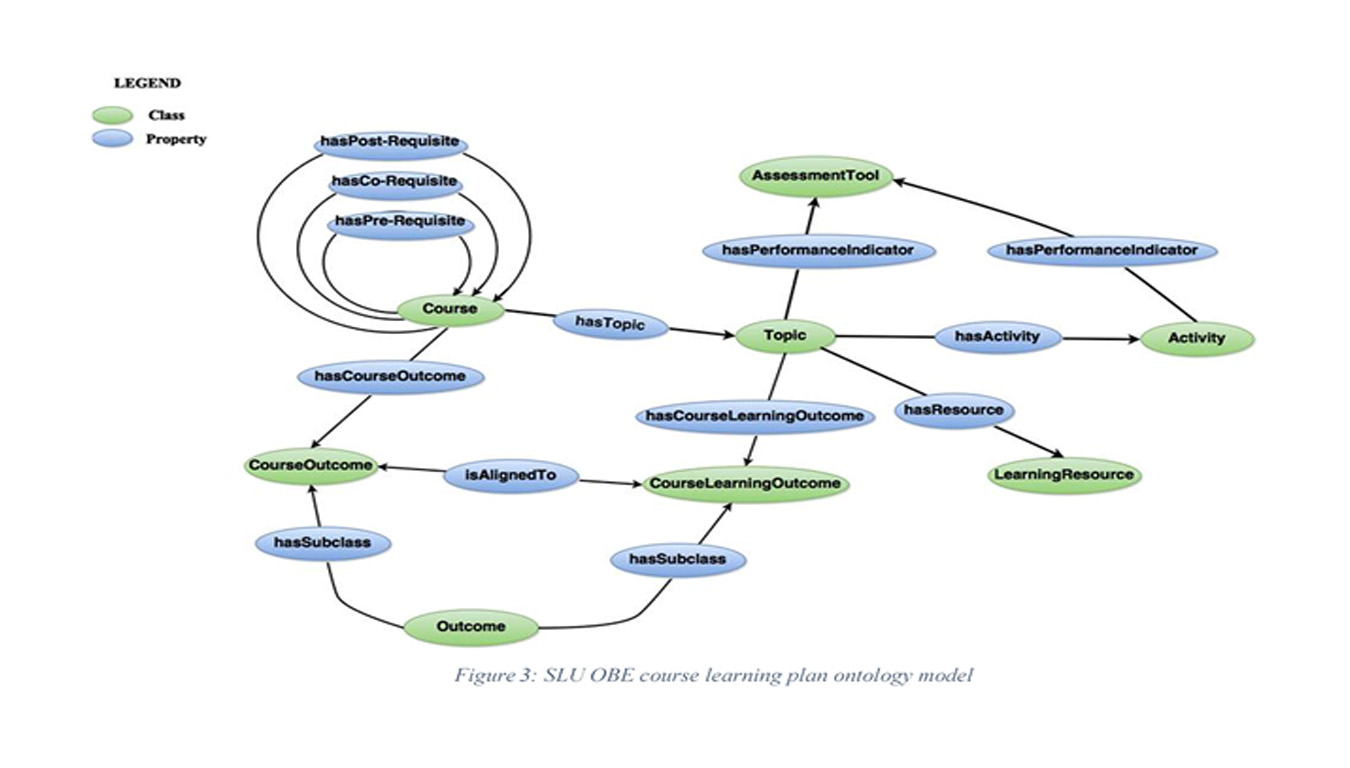 LEGEND
Class
Property
hasPost-Requisite
hasCo-Requisite
hasPre-Requisite
AssessmentTool
hasPerformanceIndicator
hasPerformanceIndicator
Course
hasTopic
Topic
hasActivity
Activity
hasCourseOutcome
hasCourseLearningOutcome
hasResource
CourseOutcome
isAlignedTo
CourseLearningOutcome
LearningResource
hasSubclass
hasSubclass
Outcome
Figure 3: SLU OBE course learning plan ontology model